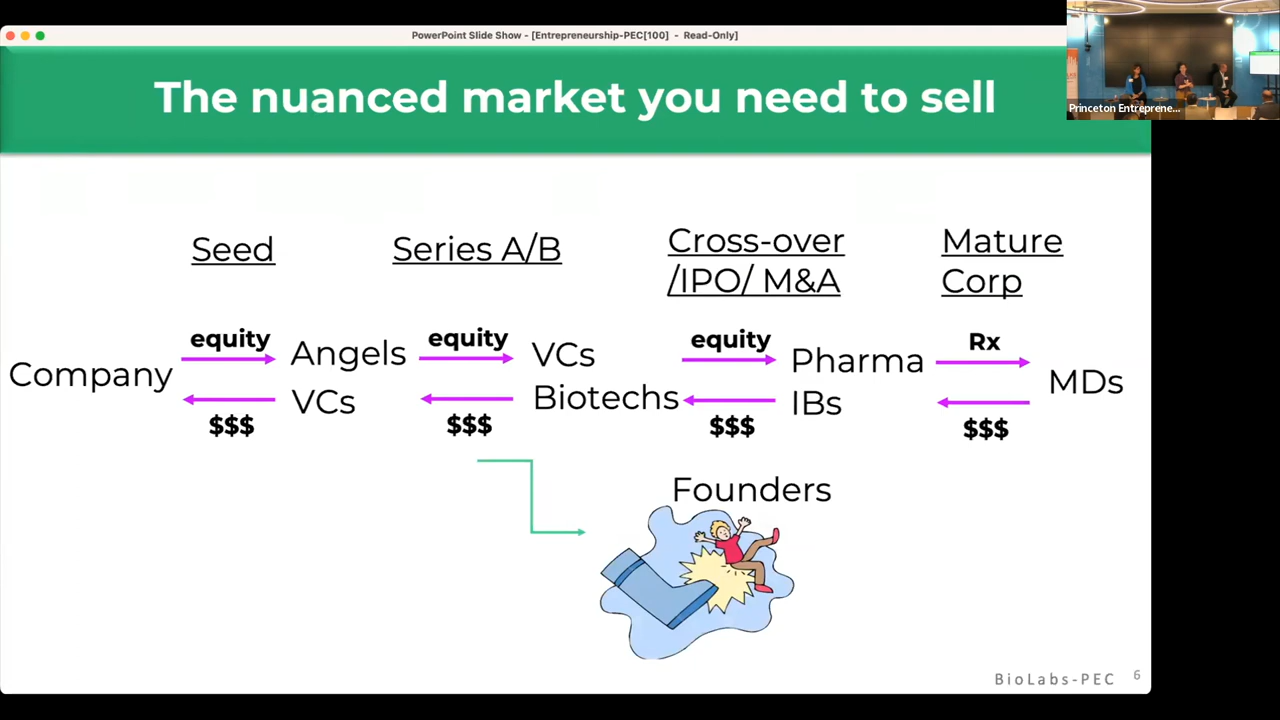 PowerPoint Slide Show - [Entrepreneurship-PEC[100] - Read-Only]
Princeton Entreprene...
The nuanced market you need to sell
Seed
Series A/B
Cross-over
/IPO/ M&A
Mature
Corp
Company
equity
$$$
Angels
VCs
equity
$$$
VCs
Biotechs
equity
$$$
Pharma
IBs
Rx
$$$
MDs
Founders
BioLabs-PEC 6